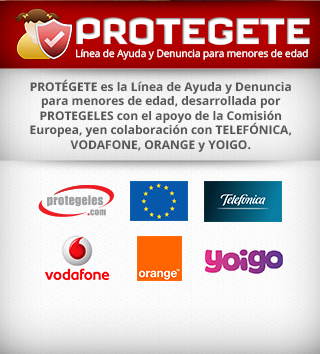 PROTEGETE
Línea de Ayuda y Denuncia para menores de edad
PROTÉGETE es la Línea de Ayuda y Denuncia
para menores de edad, desarrollada por
PROTEGELES con el apoyo de la Comisión
Europea, yen colaboración con TELEFÓNICA,
VODAFONE, ORANGE y YOIGO.
protegeles
.com
Telefónica
vodafone
orange™
yoigo